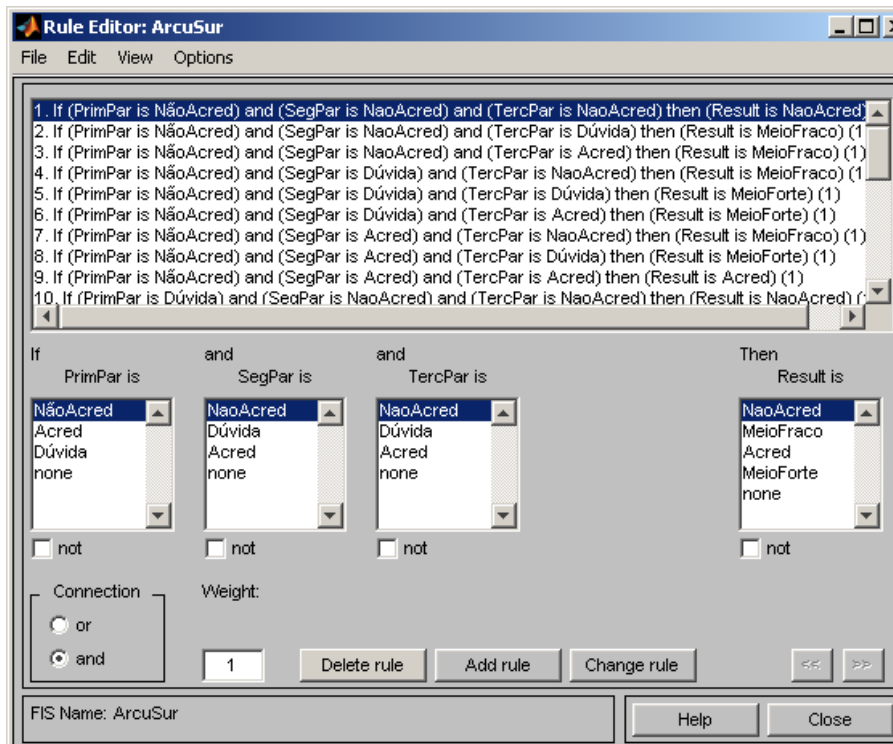 Rule Editor: ArcuSur
File Edit View Options
1. If (PrimPar is NãoAcred) and (SegPar is NaoAcred) and (TercPar is NaoAcred) then (Result is NaoAcred)
2. If (PrimPar is NãoAcred) and (SegPar is NaoAcred) and (TercPar is Dúvida) then (Result is MeioFraco) (1
3. If (PrimPar is NãoAcred) and (SegPar is NaoAcred) and (TercPar is Acred) then (Result is MeioFraco) (1)
4. If (PrimPar is NãoAcred) and (SegPar is Dúvida) and (TercPar is NaoAcred) then (Result is MeioFraco) (1
5. If (PrimPar is NãoAcred) and (SegPar is Dúvida) and (TercPar is Dúvida) then (Result is MeioForte) (1)
6. If (PrimPar is NãoAcred) and (SegPar is Dúvida) and (TercPar is Acred) then (Result is MeioForte) (1)
7. If (PrimPar is NãoAcred) and (SegPar is Acred) and (TercPar is NaoAcred) then (Result is MeioFraco) (1)
8. If (PrimPar is NãoAcred) and (SegPar is Acred) and (TercPar is Dúvida) then (Result is MeioForte) (1)
9. If (PrimPar is NãoAcred) and (SegPar is Acred) and (TercPar is Acred) then (Result is Acred) (1)
10. If (PrimPar is Dúvida) and (SegPar is NaoAcred) and (TercPar is NaoAcred) then (Result is NaoAcred) (
If and and Then
PrimPar is SegPar is TercPar is Result is
NãoAcred NaoAcred NaoAcred NaoAcred
Acred Dúvida Dúvida MeioFraco
Dúvida Acred Acred Acred
none none none MeioForte
none
not not not not
Connection Weight:
or
and 1 Delete rule Add rule Change rule << >>
FIS Name: ArcuSur Help Close